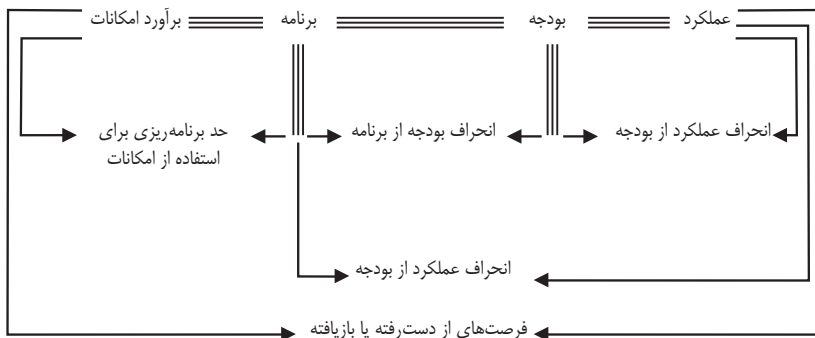 عملکرد
بودجه
برنامه
برآورد امکانات
انحراف عملکرد از بودجه
انحراف بودجه از برنامه
حد برنامه‌ریزی برای
استفاده از امکانات
انحراف عملکرد از بودجه
فرصت‌های از دست‌رفته یا بازیافته